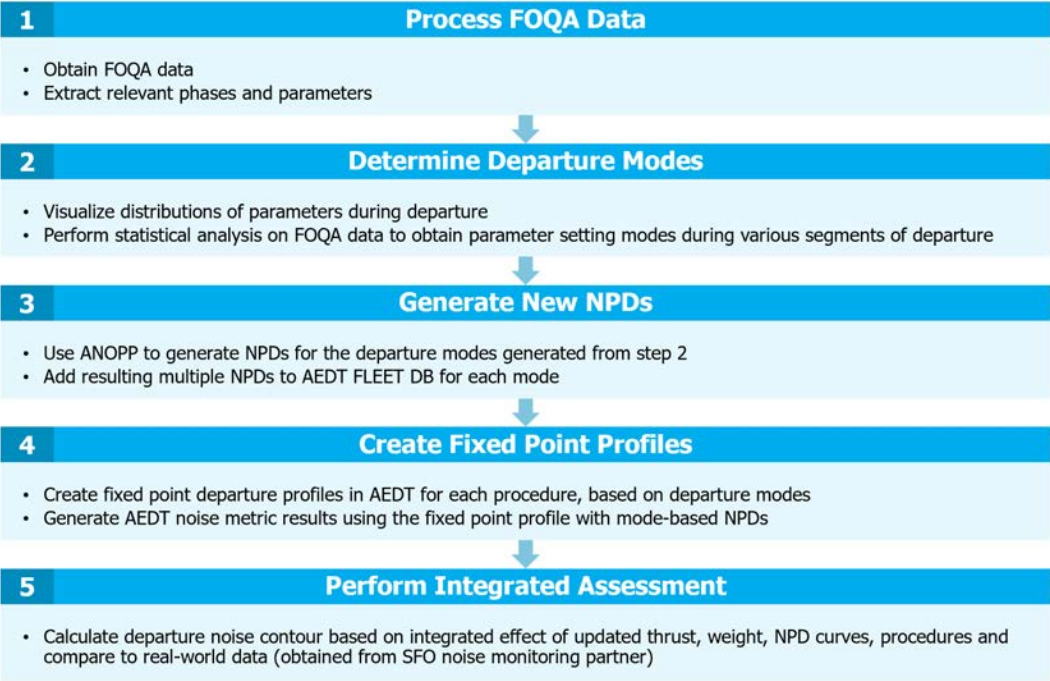 1
Process FOQA Data
• Obtain FOQA data
• Extract relevant phases and parameters
2
Determine Departure Modes
• Visualize distributions of parameters during departure
• Perform statistical analysis on FOQA data to obtain parameter setting modes during various segments of departure
3
Generate New NPDs
• Use ANOPP to generate NPDs for the departure modes generated from step 2
• Add resulting multiple NPDs to AEDT FLEET DB for each mode
4
Create Fixed Point Profiles
• Create fixed point departure profiles in AEDT for each procedure, based on departure modes
• Generate AEDT noise metric results using the fixed point profile with mode-based NPDs
5
Perform Integrated Assessment
• Calculate departure noise contour based on integrated effect of updated thrust, weight, NPD curves, procedures and
compare to real-world data (obtained from SFO noise monitoring partner)